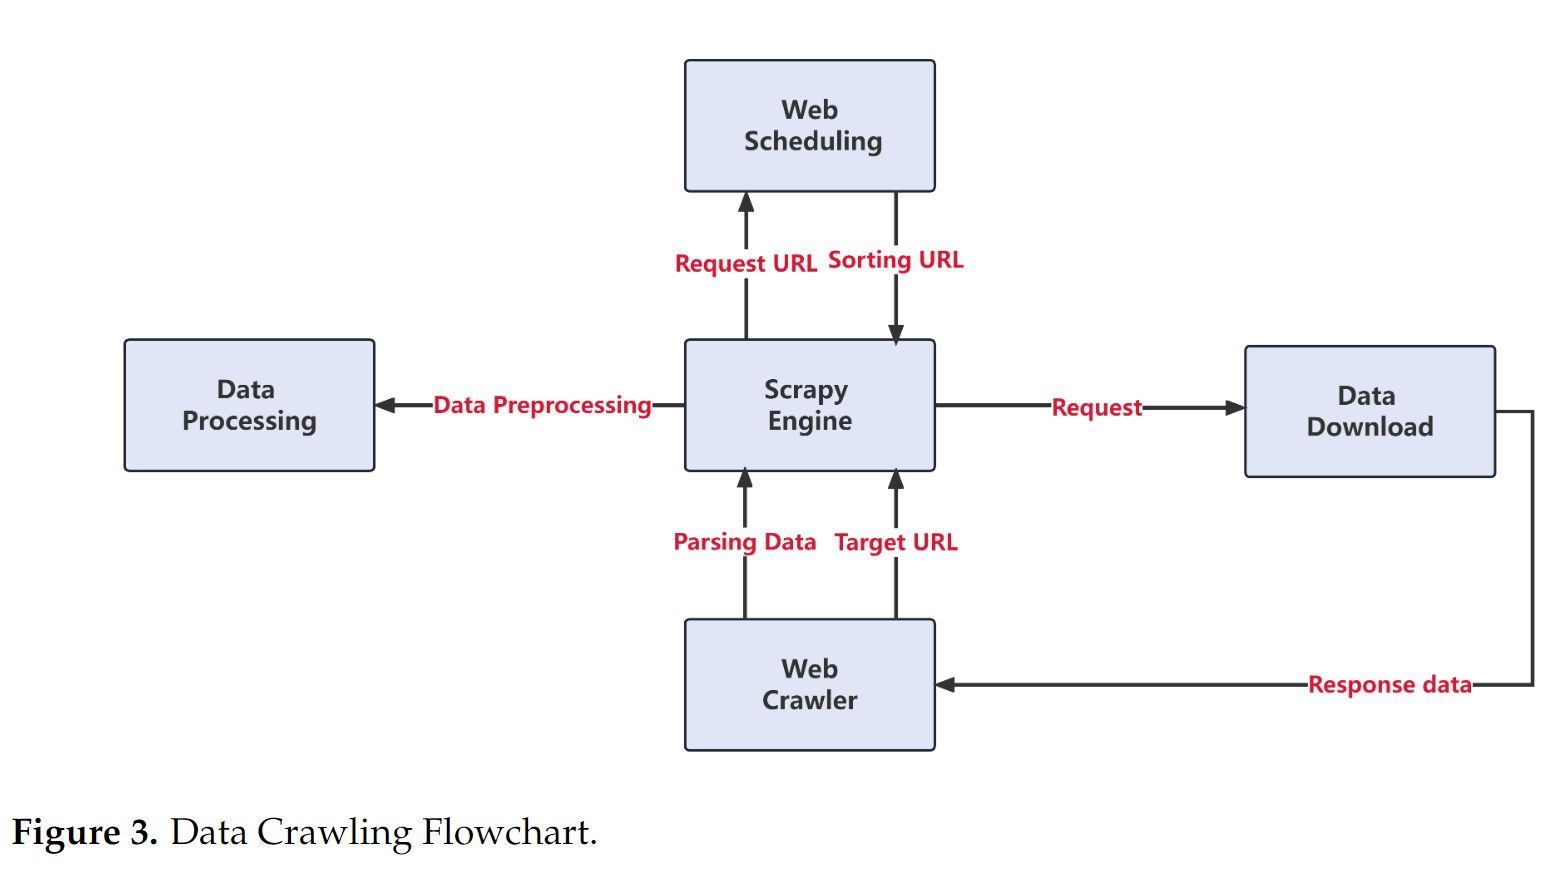 Web
Scheduling
Request URL
Sorting URL
Data
Processing
Data Preprocessing
Scrapy
Engine
Request
Data
Download
Parsing Data
Target URL
Web
Crawler
Response data
Figure 3. Data Crawling Flowchart.